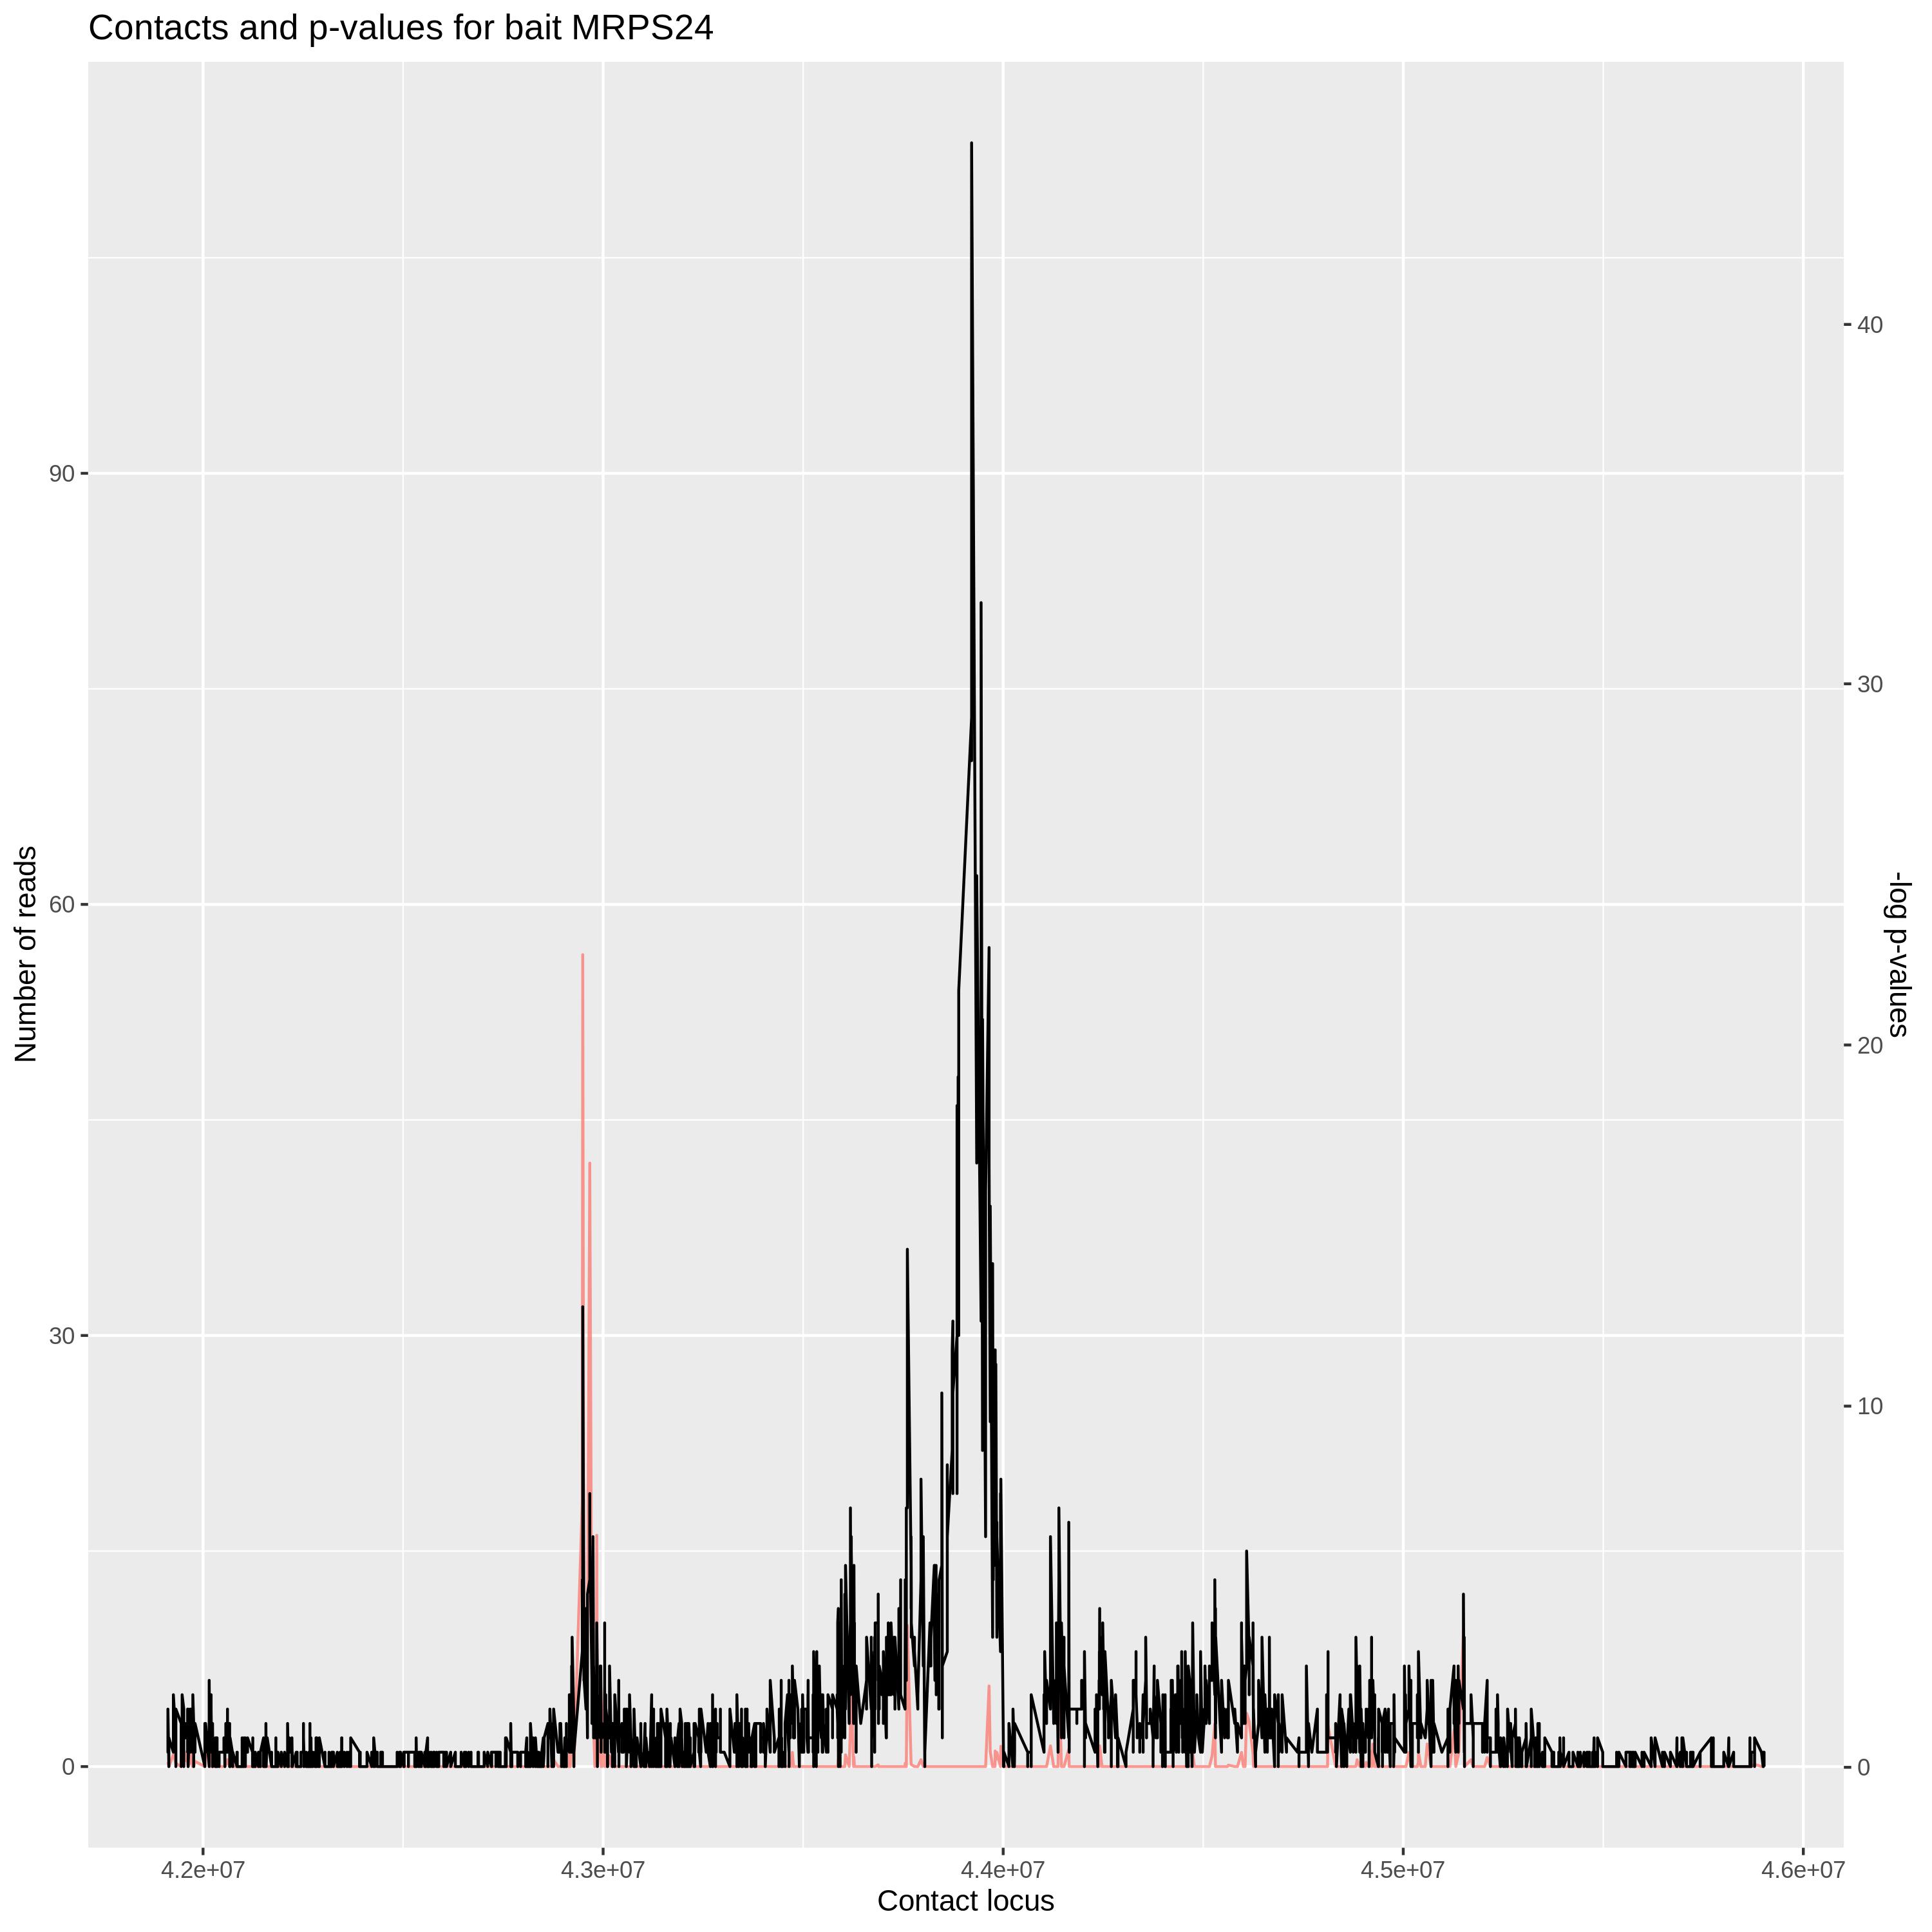 Contacts and p-values for bait MRPS24
Number of reads
90
60
30
0
40
30
20
10
0
-log p-values
4.2e+07
4.3e+07
4.4e+07
4.5e+07
4.6e+07
Contact locus